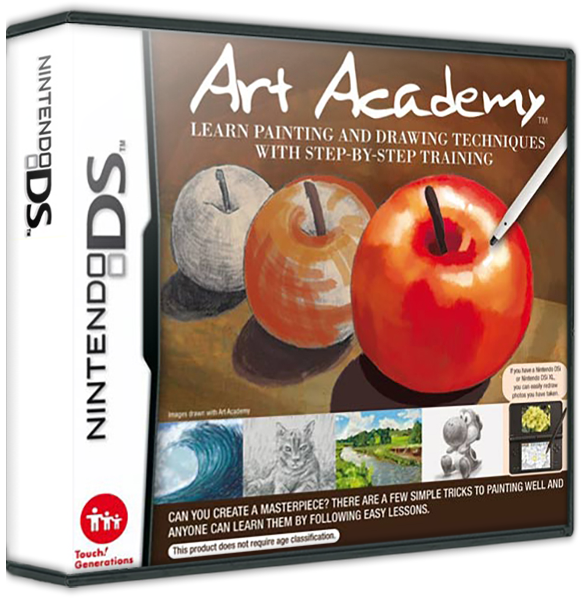 NINTENDO DS
TM
NINTENDO DS
TM
Art Academy
TM
LEARN PAINTING AND DRAWING TECHNIQUES
WITH STEP-BY-STEP TRAINING
If you have a Nintendo DSi
or Nintendo DSi XL,
you can easily redraw
photos you have taken.
Images drawn with Art Academy
CAN YOU CREATE A MASTERPIECE? THERE ARE A FEW SIMPLE TRICKS TO PAINTING WELL AND
ANYONE CAN LEARN THEM BY FOLLOWING EASY LESSONS.
This product does not require age classification.
Touch!
Generations